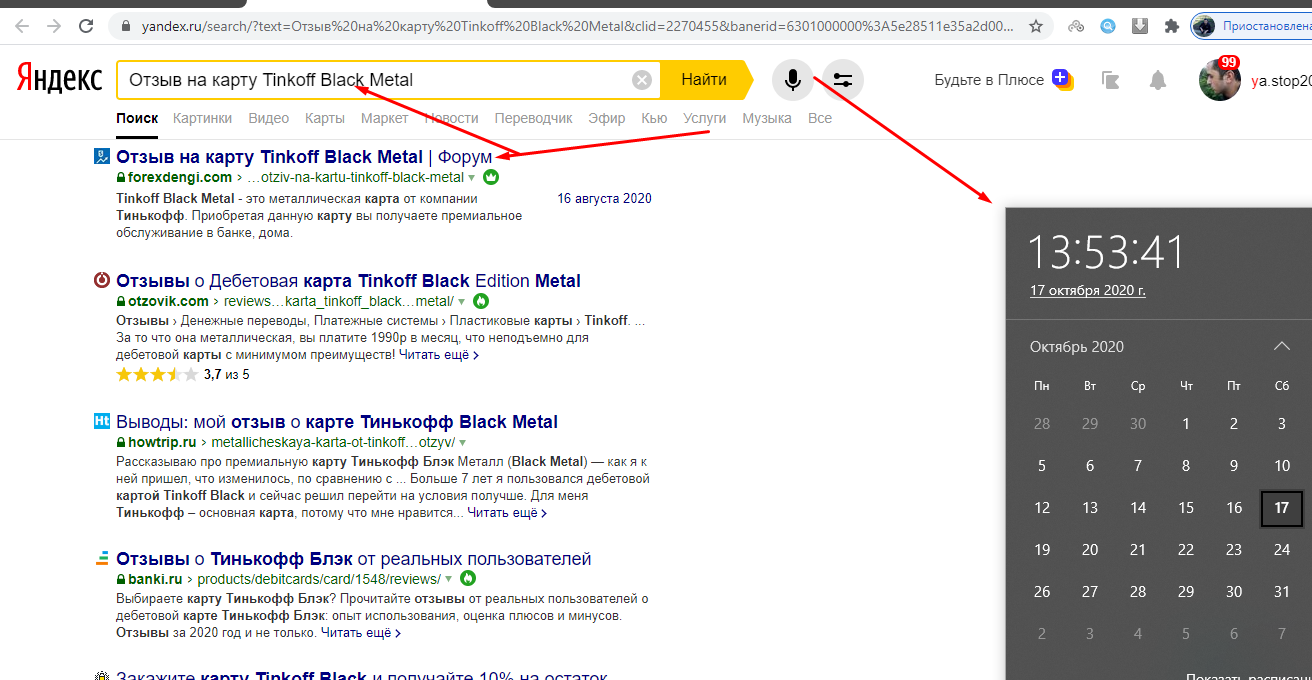 yandex.ru/search/?text=Отзыв%20на%20карту%20Tinkoff%20Black%20Metal&clid=2270455&banerid=6301000000%3A5e28511e35a2d00...
Приостановлена
Яндекс
Отзыв на карту Tinkoff Black Metal
Найти
Будьте в Плюсе
99
ya.stop20
Поиск Картинки Видео Карты Маркет Новости Переводчик Эфир Кью Услуги Музыка Все
Отзыв на карту Tinkoff Black Metal | Форум
forexdengi.com › ...otziv-na-kartu-tinkoff-black-metal
Tinkoff Black Metal - это металлическая карта от компании
Тинькофф. Приобретая данную карту вы получаете премиальное
обслуживание в банке, дома.
16 августа 2020
Отзывы о Дебетовая карта Tinkoff Black Edition Metal
otzovik.com › reviews...karta_tinkoff_black...metal/
Отзывы › Денежные переводы, Платежные системы › Пластиковые карты › Tinkoff. ...
За то что она металлическая, вы платите 1990р в месяц, что неподъемно для
дебетовой карты с минимумом преимуществ! Читать ещё ›
3,7 из 5
Ht
Выводы: мой отзыв о карте Тинькофф Black Metal
howtrip.ru › metallicheskaya-karta-ot-tinkoff...otzyv/
Рассказываю про премиальную карту Тинькофф Блэк Металл (Black Metal) — как я к
ней пришел, что изменилось, по сравнению с ... Больше 7 лет я пользовался дебетовой
картой Tinkoff Black и сейчас решил перейти на условия получше. Для меня
Тинькофф – основная карта, потому что мне нравится... Читать ещё ›
Отзывы о Тинькофф Блэк от реальных пользователей
banki.ru › products/debitcards/card/1548/reviews/
Выбираете карту Тинькофф Блэк? Прочитайте отзывы от реальных пользователей о
дебетовой карте Тинькофф Блэк: опыт использования, оценка плюсов и минусов.
Отзывы за 2020 год и не только. Читать ещё ›
Закажите карту Tinkoff Black и получайте 10% на остаток
13:53:41
17 октября 2020 г.
Октябрь 2020
Пн Вт Ср Чт Пт Сб
28 29 30 1 2 3
5 6 7 8 9 10
12 13 14 15 16 17
19 20 21 22 23 24
26 27 28 29 30 31
2 3 4 5 6 7
Показать расписани